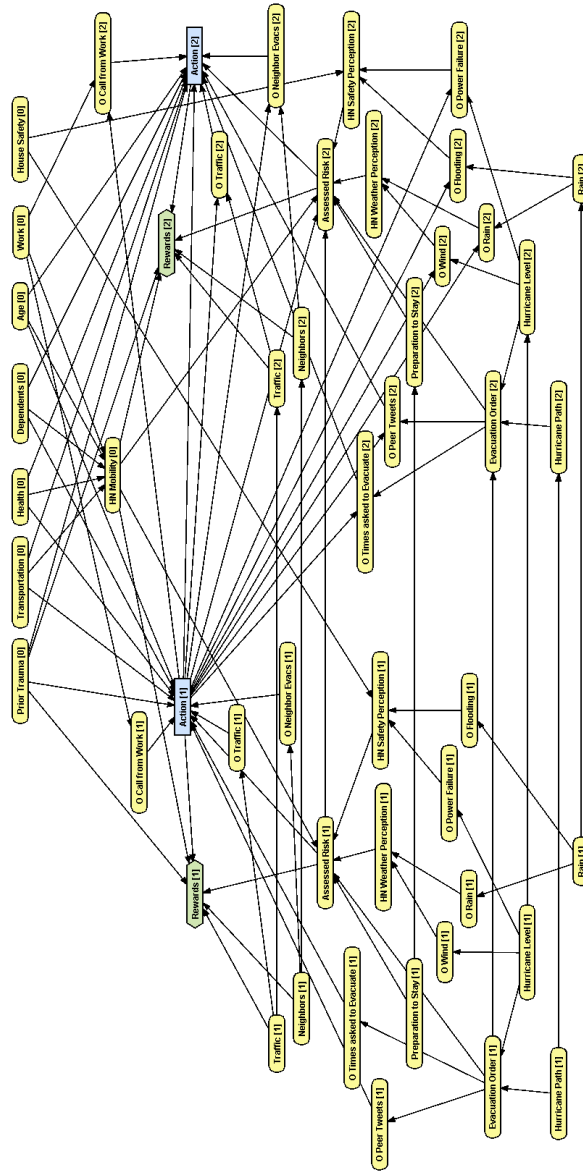 Prior Trauma [0]
Transportation [0]
Health [0]
Dependents [0]
Age [0]
Work [0]
House Safety [0]
O Call from Work [2]
HN Mobility [0]
O Call from Work [1]
Rewards [2]
Action [2]
Action [1]
Rewards [1]
O Traffic [2]
O Traffic [1]
O Neighbor Evacs [2]
O Neighbor Evacs [1]
Traffic [2]
Traffic [1]
Neighbors [2]
Neighbors [1]
Assessed Risk [2]
Assessed Risk [1]
HN Safety Perception [2]
O Times asked to Evacuate [2]
O Times asked to Evacuate [1]
HN Weather Perception [2]
HN Safety Perception [1]
HN Weather Perception [1]
O Peer Tweets [2]
O Peer Tweets [1]
Preparation to Stay [2]
Preparation to Stay [1]
O Wind [2]
O Wind [1]
O Power Failure [2]
O Power Failure [1]
O Flooding [2]
O Flooding [1]
O Rain [2]
O Rain [1]
Evacuation Order [2]
Evacuation Order [1]
Hurricane Level [2]
Hurricane Level [1]
Hurricane Path [2]
Hurricane Path [1]
Rain [2]
Rain [1]